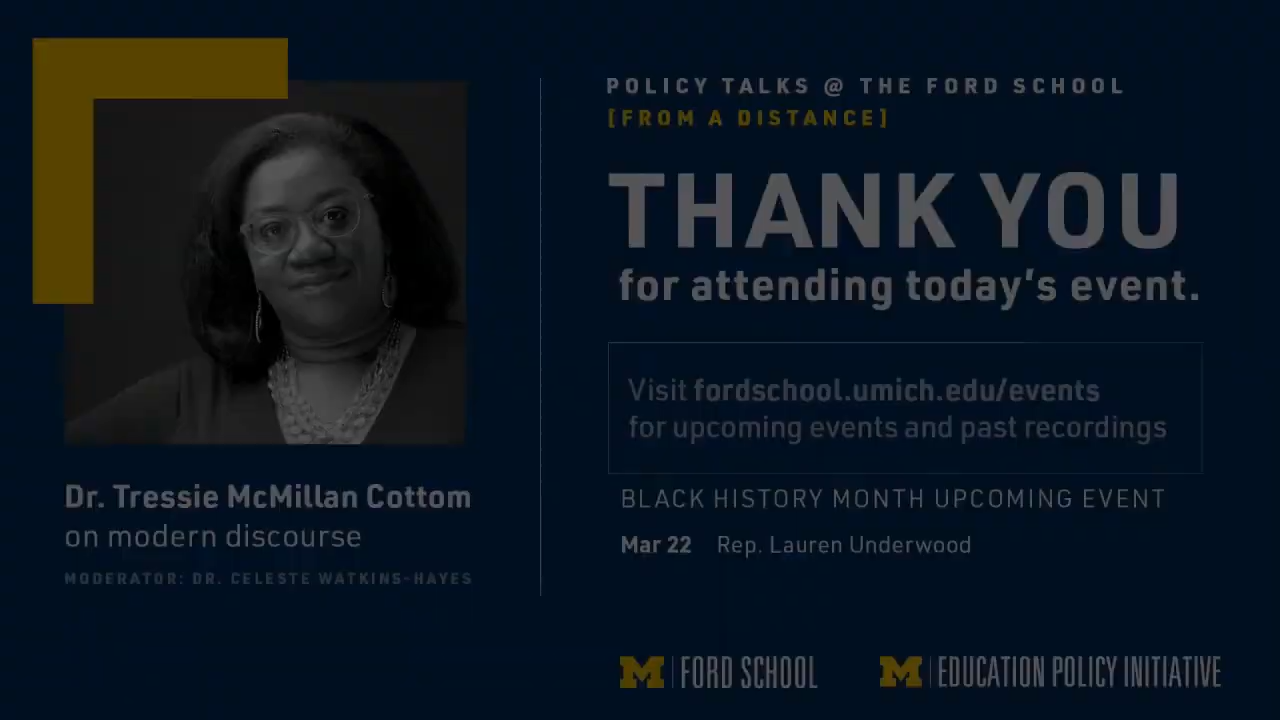 POLICY TALKS @ THE FORD SCHOOL
[FROM A DISTANCE]
THANK YOU
for attending today's event.
Visit fordschool.umich.edu/events
for upcoming events and past recordings
BLACK HISTORY MONTH UPCOMING EVENT
Mar 22 Rep. Lauren Underwood
Dr. Tressie McMillan Cottom
on modern discourse
MODERATOR: DR. CELESTE WATKINS-HAYES
M FORD SCHOOL
M EDUCATION POLICY INITIATIVE